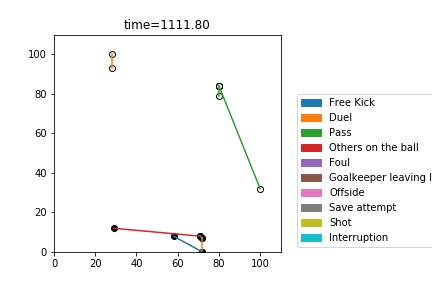 time=1111.80
100
80
60
40
20
0
0 20 40 60 80 100
Free Kick
Duel
Pass
Others on the ball
Foul
Goalkeeper leaving l
Offside
Save attempt
Shot
Interruption